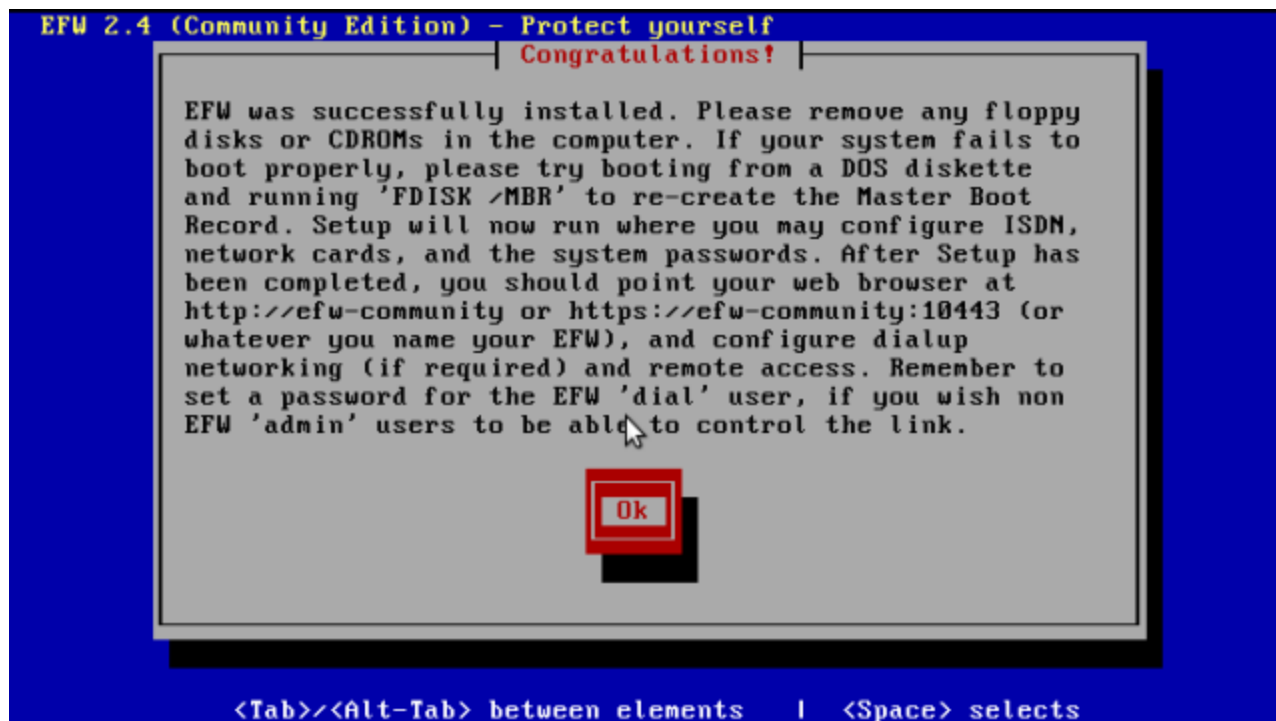 EFW 2.4 (Community Edition) - Protect yourself
Congratulations!
EFW was successfully installed. Please remove any floppy
disks or CDROMs in the computer. If your system fails to
boot properly, please try booting from a DOS diskette
and running 'FDISK /MBR' to re-create the Master Boot
Record. Setup will now run where you may configure ISDN,
network cards, and the system passwords. After Setup has
been completed, you should point your web browser at
http://efw-community or https://efw-community:10443 (or
whatever you name your EFW), and configure dialup
networking (if required) and remote access. Remember to
set a password for the EFW 'dial' user, if you wish non
EFW 'admin' users to be able to control the link.
Ok
<Tab>/<Alt-Tab> between elements | <Space> selects